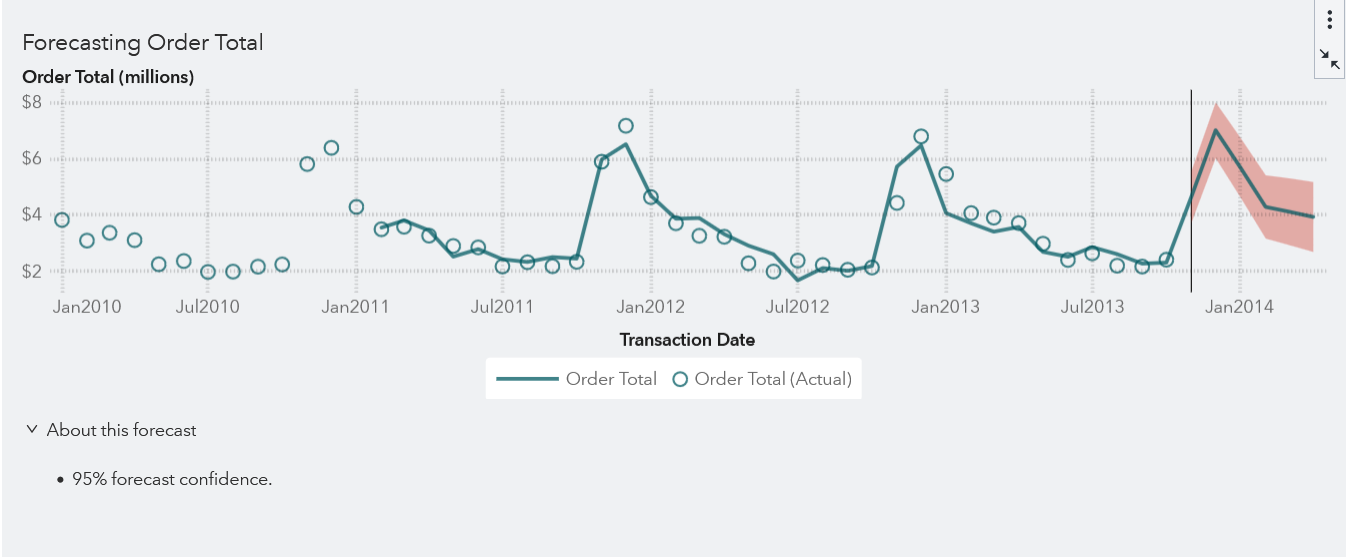 Forecasting Order Total
Order Total (millions)
$8
$6
$4
$2
Jan2010 Jul2010 Jan2011 Jul2011 Jan2012 Jul2012 Jan2013 Jul2013 Jan2014
Transaction Date
Order Total Order Total (Actual)
About this forecast
• 95% forecast confidence.